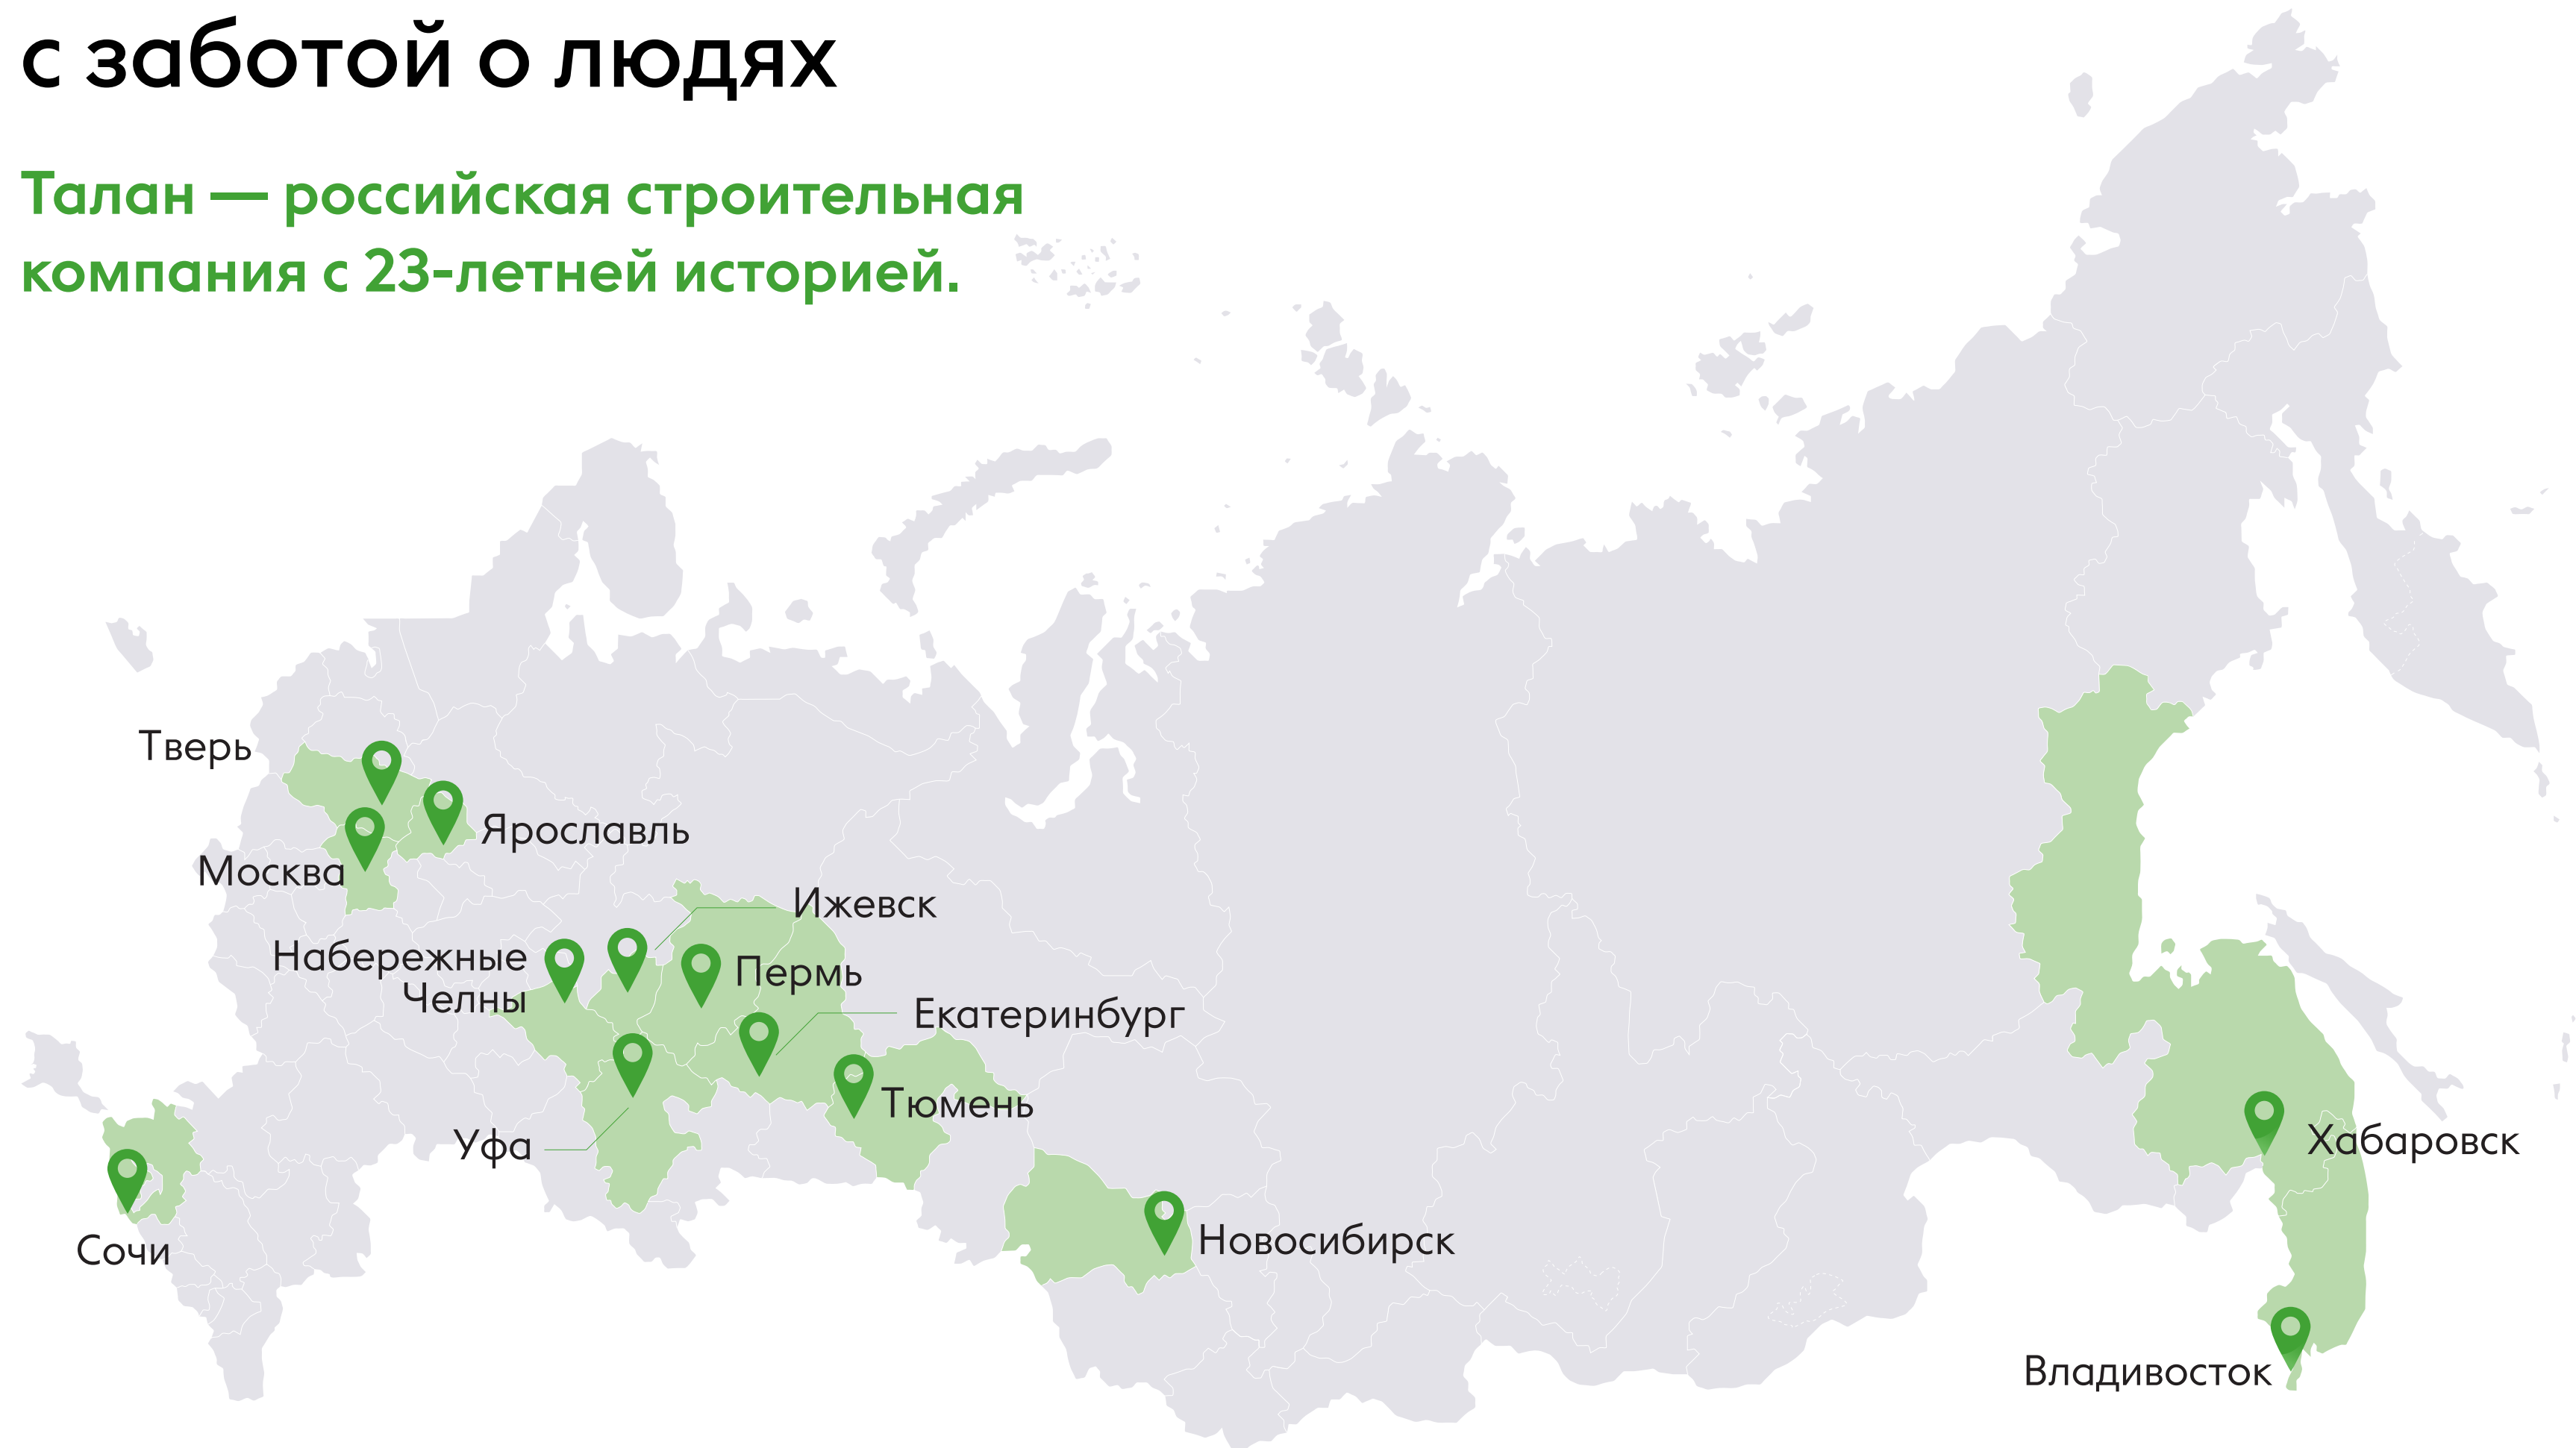 с заботой о людях
Талан — российская строительная
компания с 23-летней историей.
Тверь
Ярославль
Москва
Ижевск
Набережные
Челны
Пермь
Екатеринбург
Тюмень
Уфа
Хабаровск
Сочи
Новосибирск
Владивосток